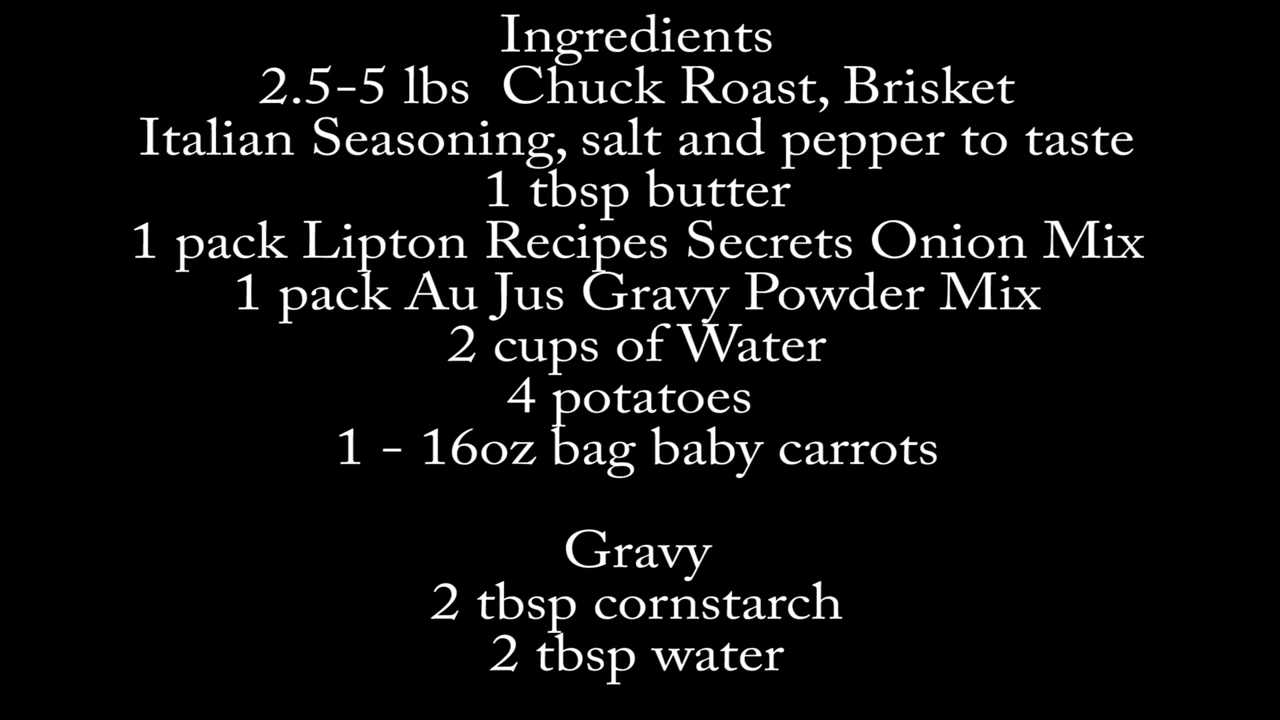 Ingredients
2.5-5 lbs  Chuck Roast, Brisket
Italian Seasoning, salt and pepper to taste
1 tbsp butter
1 pack Lipton Recipes Secrets Onion Mix
1 pack Au Jus Gravy Powder Mix
2 cups of Water
4 potatoes
1 - 16oz bag baby carrots
Gravy
2 tbsp cornstarch
2 tbsp water